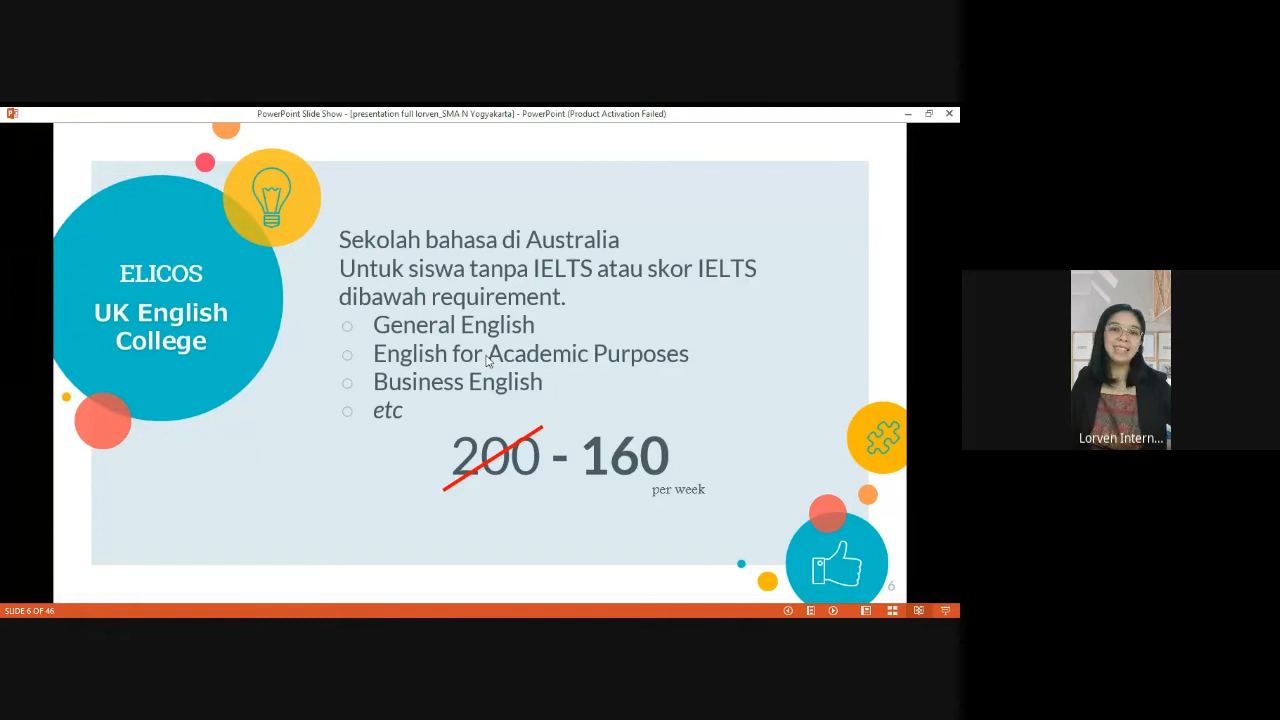 PowerPoint Slide Show - [presentation full lorven_SMA N Yogyakarta] - PowerPoint (Product Activation Failed)
ELICOS
UK English
College
Sekolah bahasa di Australia
Untuk siswa tanpa IELTS atau skor IELTS
dibawah requirement.
General English
English for Academic Purposes
Business English
etc
200 - 160
per week
6
Lorven Intern...
SLIDE 6 OF 46